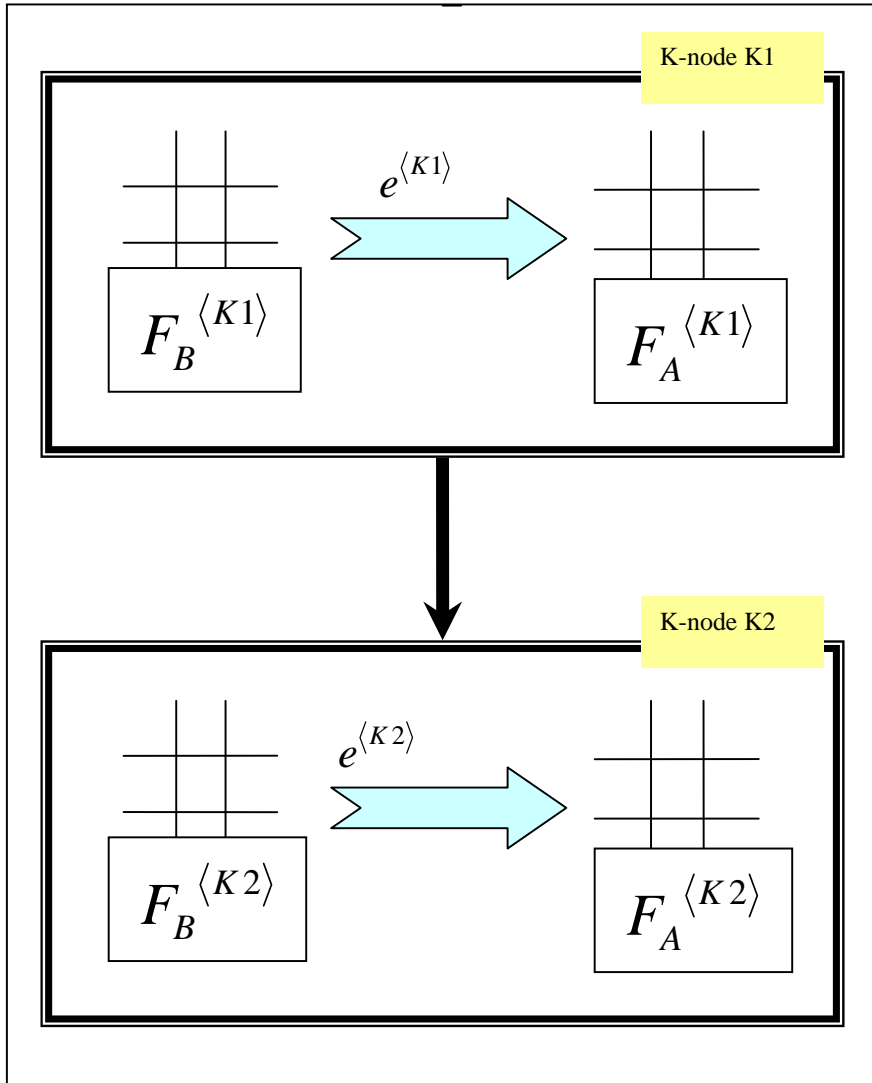 K-node K1
e⟨K1⟩
F_B⟨K1⟩
F_A⟨K1⟩
K-node K2
e⟨K2⟩
F_B⟨K2⟩
F_A⟨K2⟩